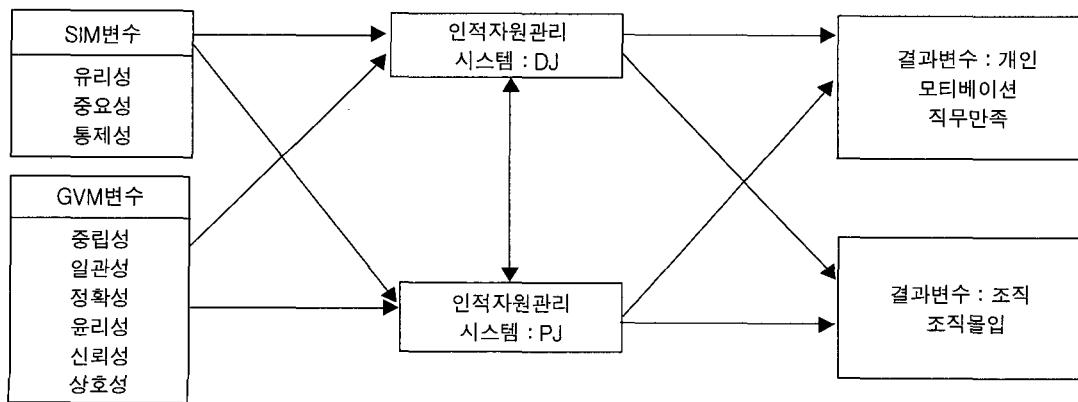 SIM변수
유리성
중요성
통제성
GVM변수
중립성
일관성
정확성
윤리성
신뢰성
상호성
인적자원관리
시스템 : DJ
인적자원관리
시스템 : PJ
결과변수 : 개인
모티베이션
직무만족
결과변수 : 조직
조직몰입